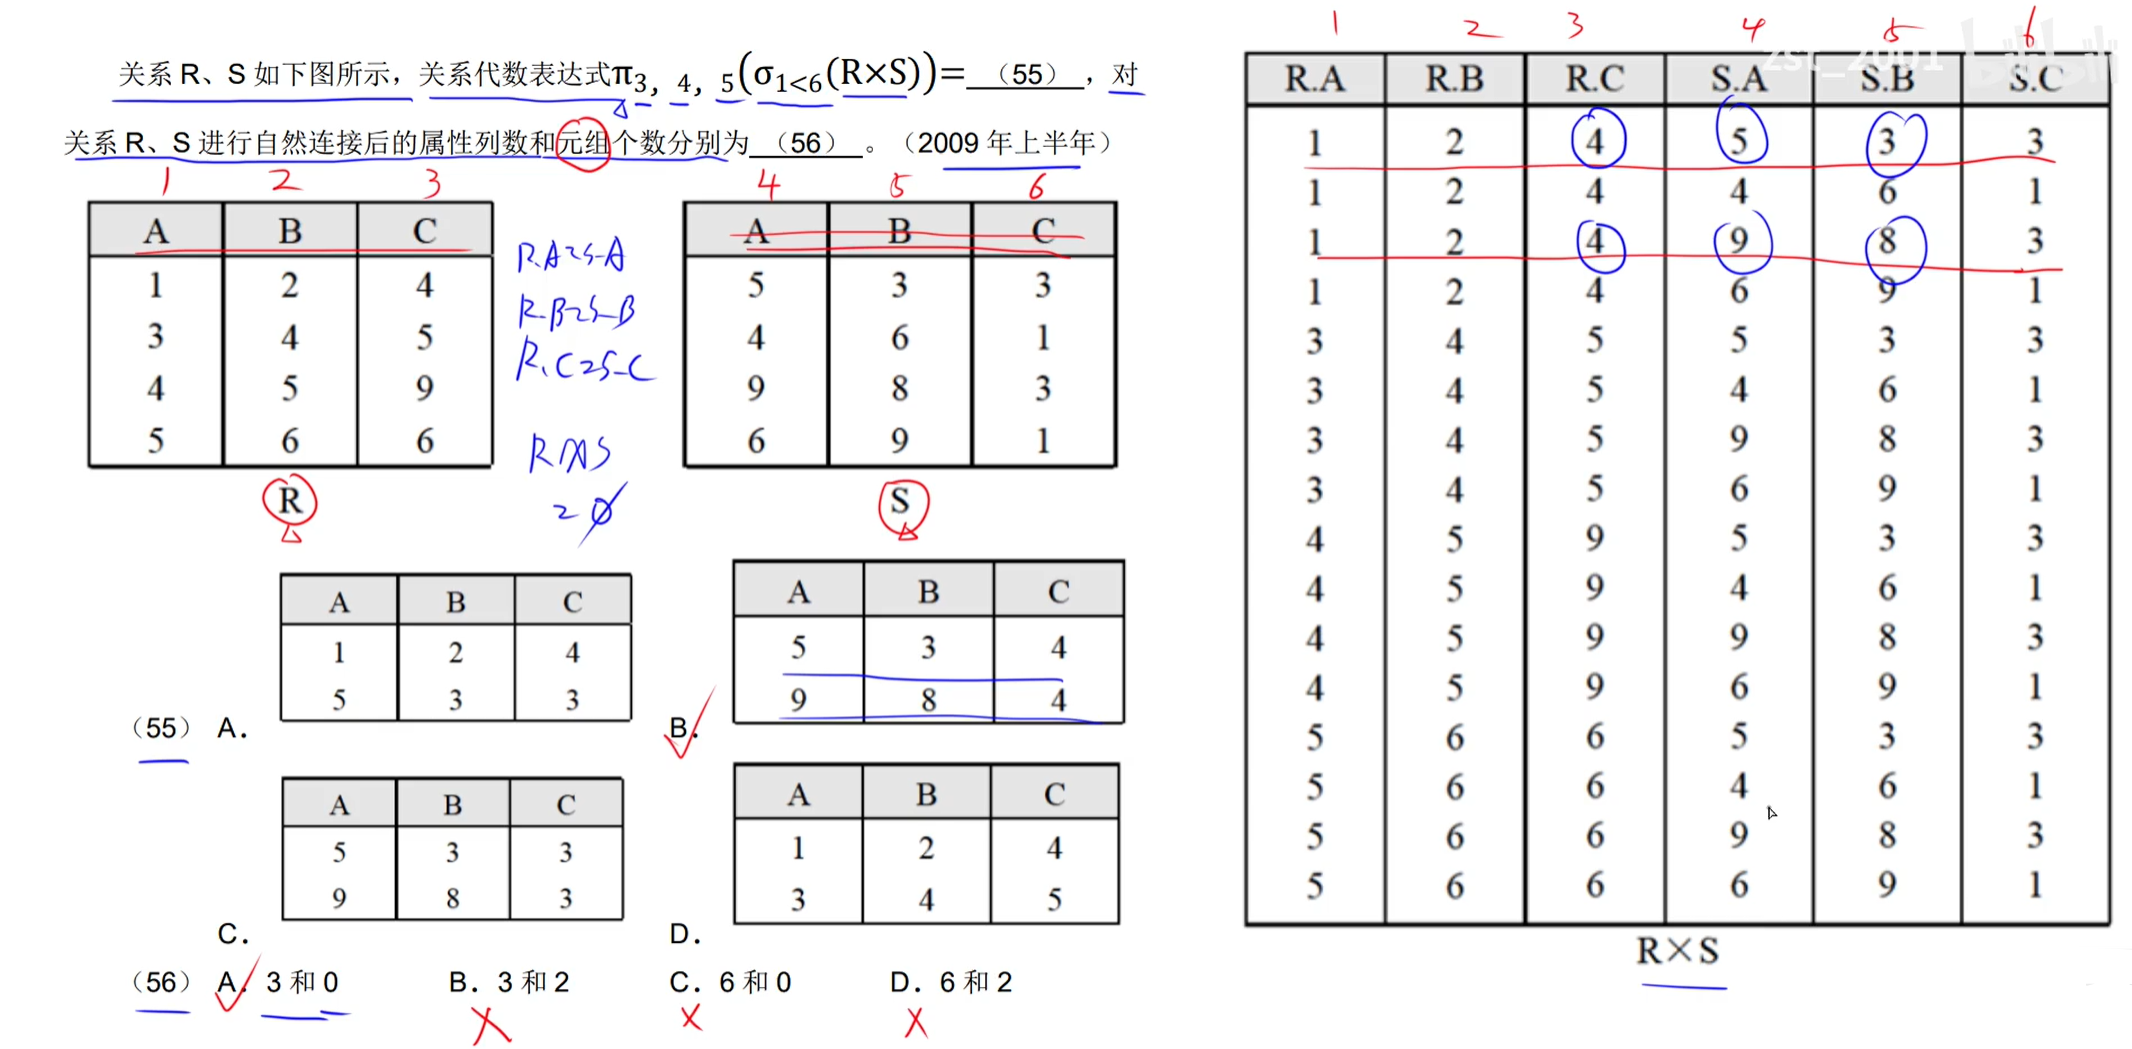 关系 R、S 如下图所示，关系代数表达式π3, 4, 5(σ1<6(R×S))= （55） ，对
关系 R、S 进行自然连接后的属性列数和元组个数分别为 （56） 。（2009 年上半年）
1 2 3
A B C
1 2 4
3 4 5
4 5 9
5 6 6
R
R.A=S.A
R.B=S.B
R.C=S.C
R⋈S
=∅
4 5 6
A B C
5 3 3
4 6 1
9 8 3
6 9 1
S
（55） A.
A B C
1 2 4
5 3 3
B.
A B C
5 3 4
9 8 4
C.
A B C
5 3 3
9 8 3
D.
A B C
1 2 4
3 4 5
（56） A. 3 和 0 B. 3 和 2 C. 6 和 0 D. 6 和 2
1 2 3 4 5 6
zst_2001 bilibili
R.A R.B R.C S.A S.B S.C
1 2 4 5 3 3
1 2 4 4 6 1
1 2 4 9 8 3
1 2 4 6 9 1
3 4 5 5 3 3
3 4 5 4 6 1
3 4 5 9 8 3
3 4 5 6 9 1
4 5 9 5 3 3
4 5 9 4 6 1
4 5 9 9 8 3
4 5 9 6 9 1
5 6 6 5 3 3
5 6 6 4 6 1
5 6 6 9 8 3
5 6 6 6 9 1
R×S